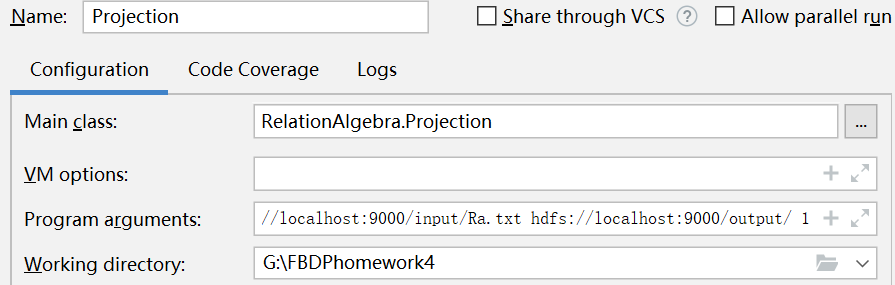 Name: Projection Share through VCS ? Allow parallel run
Configuration Code Coverage Logs
Main class: RelationAlgebra.Projection ...
VM options:
Program arguments: //localhost:9000/input/Ra.txt hdfs://localhost:9000/output/ 1
Working directory: G:\FBDPhomework4